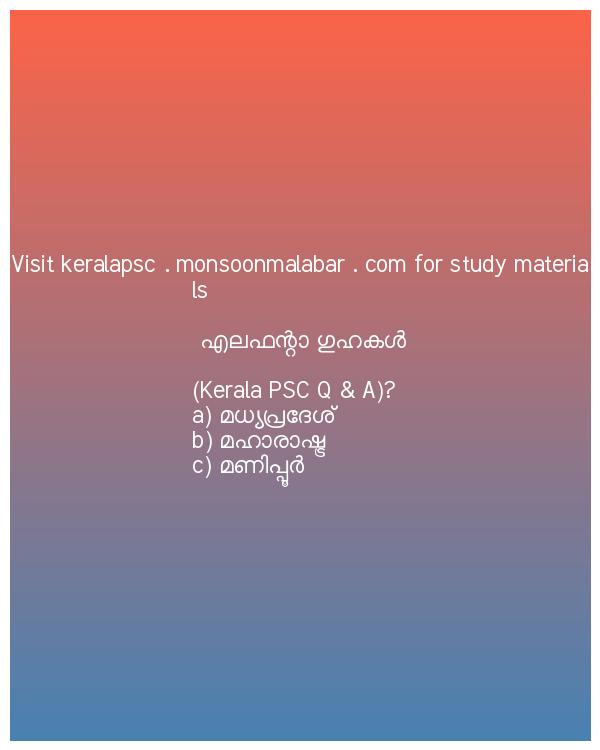 Visit keralapsc . monsoonmalabar . com for study materia
ls
എലഫന്റാ ഗുഹകൾ
(Kerala PSC Q & A)?
a) മധ്യപ്രദേശ്
b) മഹാരാഷ്ട്ര
c) മണിപ്പൂർ